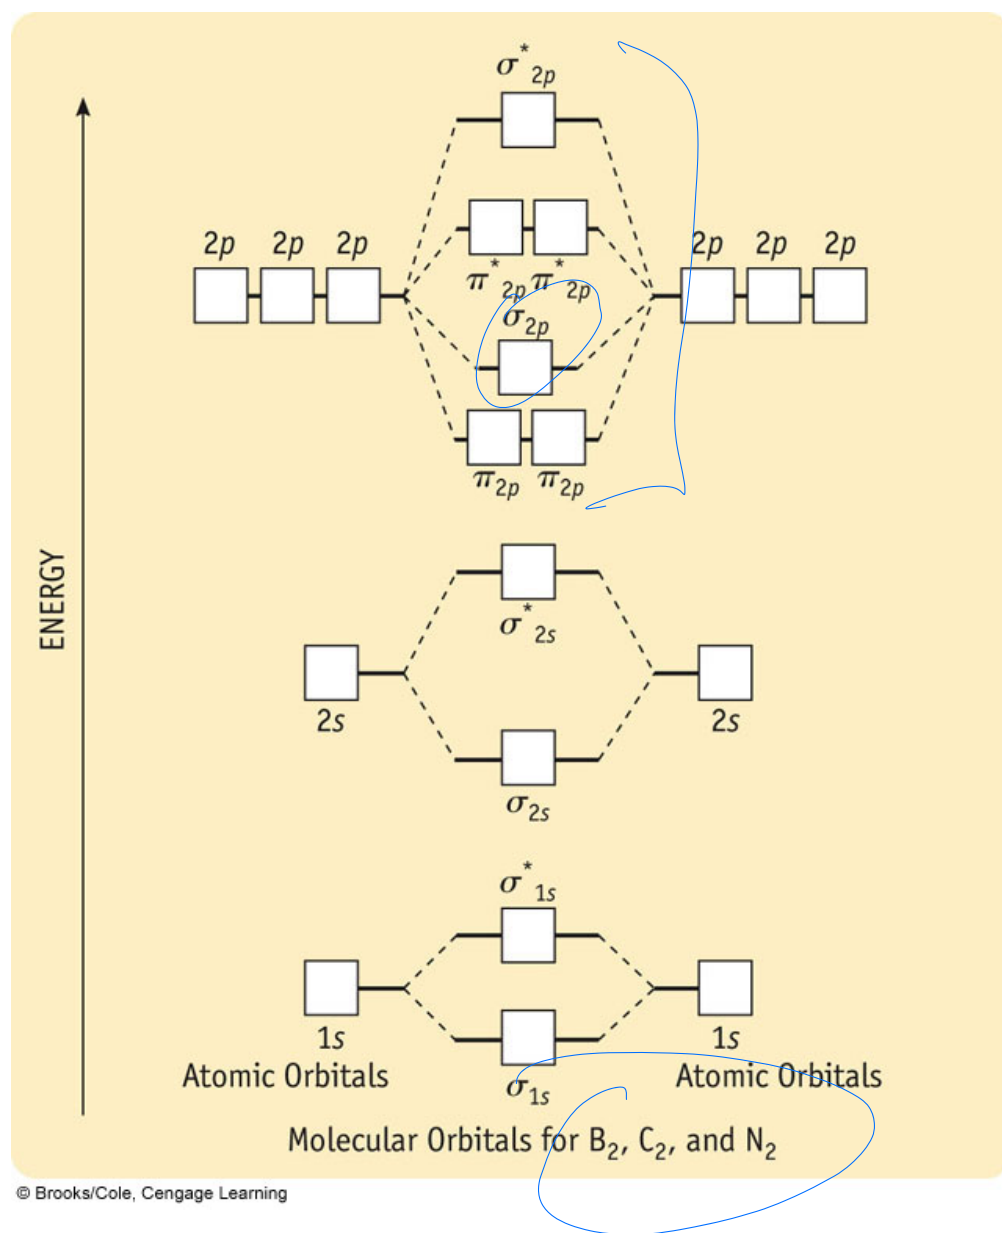 σ*2p
2p 2p 2p
π*2p π*2p
2p 2p 2p
σ2p
π2p π2p
ENERGY
σ*2s
2s
2s
σ2s
σ*1s
1s
1s
Atomic Orbitals
σ1s
Atomic Orbitals
Molecular Orbitals for B2, C2, and N2
© Brooks/Cole, Cengage Learning